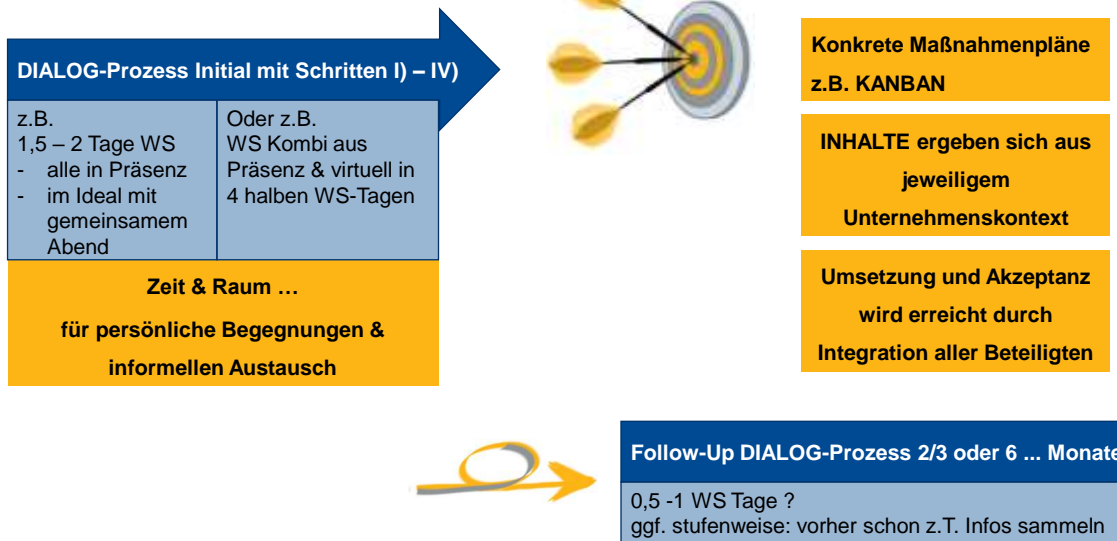 DIALOG-Prozess Initial mit Schritten I) – IV)
z.B.
1,5 – 2 Tage WS
- alle in Präsenz
- im Ideal mit
gemeinsamem
Abend
Oder z.B.
WS Kombi aus
Präsenz & virtuell in
4 halben WS-Tagen
Zeit & Raum …
für persönliche Begegnungen &
informellen Austausch
Konkrete Maßnahmenpläne
z.B. KANBAN
INHALTE ergeben sich aus
jeweiligem
Unternehmenskontext
Umsetzung und Akzeptanz
wird erreicht durch
Integration aller Beteiligten
Follow-Up DIALOG-Prozess 2/3 oder 6 ... Monate
0,5 -1 WS Tage ?
ggf. stufenweise: vorher schon z.T. Infos sammeln